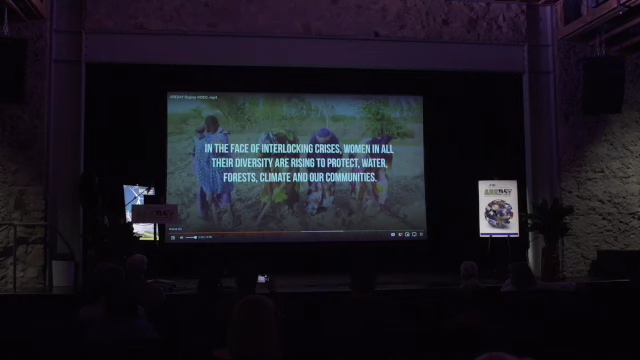 IN THE FACE OF INTERLOCKING CRISES, WOMEN IN ALL
THEIR DIVERSITY ARE RISING TO PROTECT, WATER,
FORESTS, CLIMATE AND OUR COMMUNITIES.